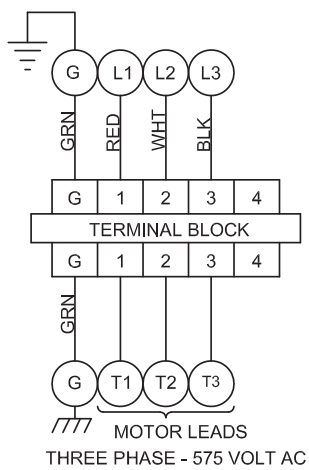 G L1 L2 L3
GRN RED WHT BLK
G 1 2 3 4
TERMINAL BLOCK
G 1 2 3 4
GRN
G T1 T2 T3
MOTOR LEADS
THREE PHASE - 575 VOLT AC